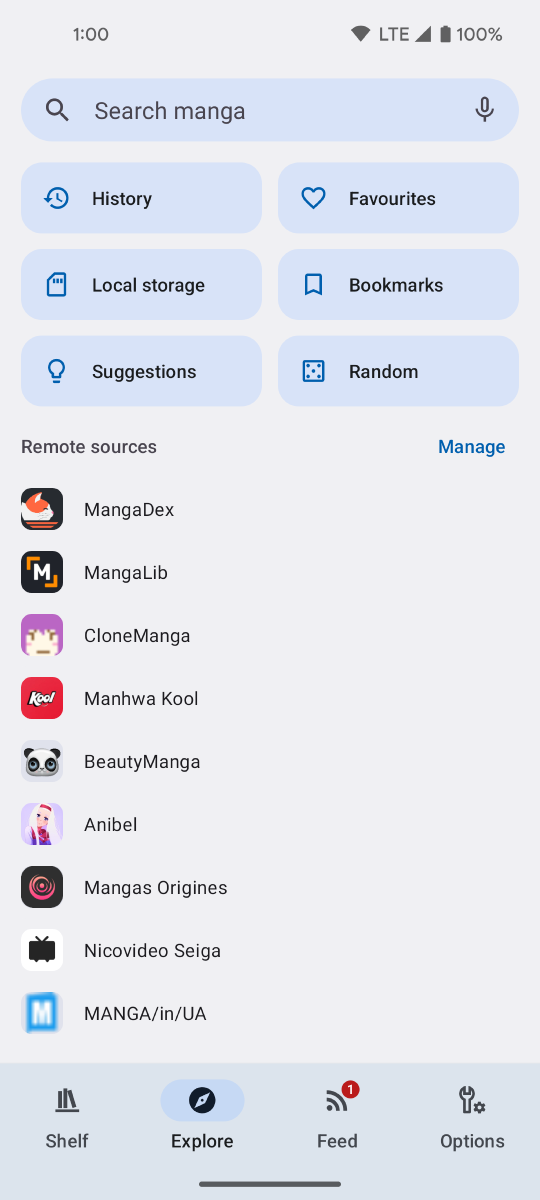 1:00 LTE 100%
Search manga
History Favourites
Local storage Bookmarks
Suggestions Random
Remote sources Manage
MangaDex
M MangaLib
CloneManga
Kool Manhwa Kool
BeautyManga
Anibel
Mangas Origines
Nicovideo Seiga
M MANGA/in/UA
1
Shelf Explore Feed Options